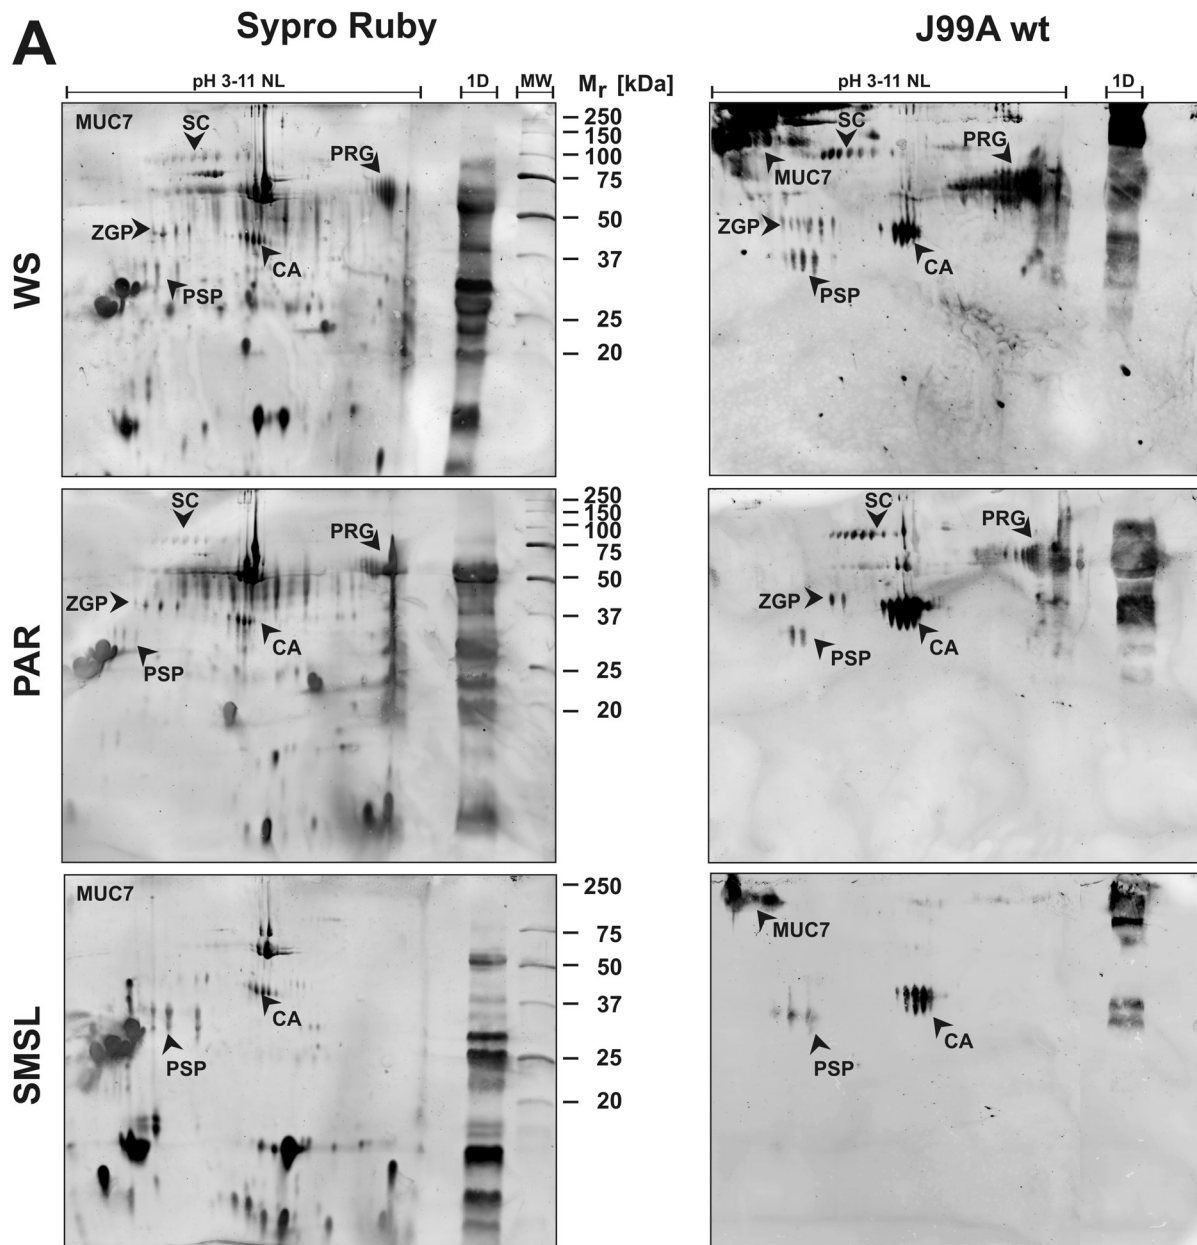 A
Sypro Ruby
J99A wt
pH 3-11 NL
1D
MW
Mr [kDa]
pH 3-11 NL
1D
WS
MUC7
SC
PRG
ZGP
CA
PSP
250
150
100
75
50
37
25
20
SC
PRG
MUC7
ZGP
CA
PSP
PAR
SC
PRG
ZGP
CA
PSP
250
150
100
75
50
37
25
20
SC
PRG
ZGP
CA
PSP
SMSL
MUC7
CA
PSP
250
75
50
37
25
20
MUC7
CA
PSP